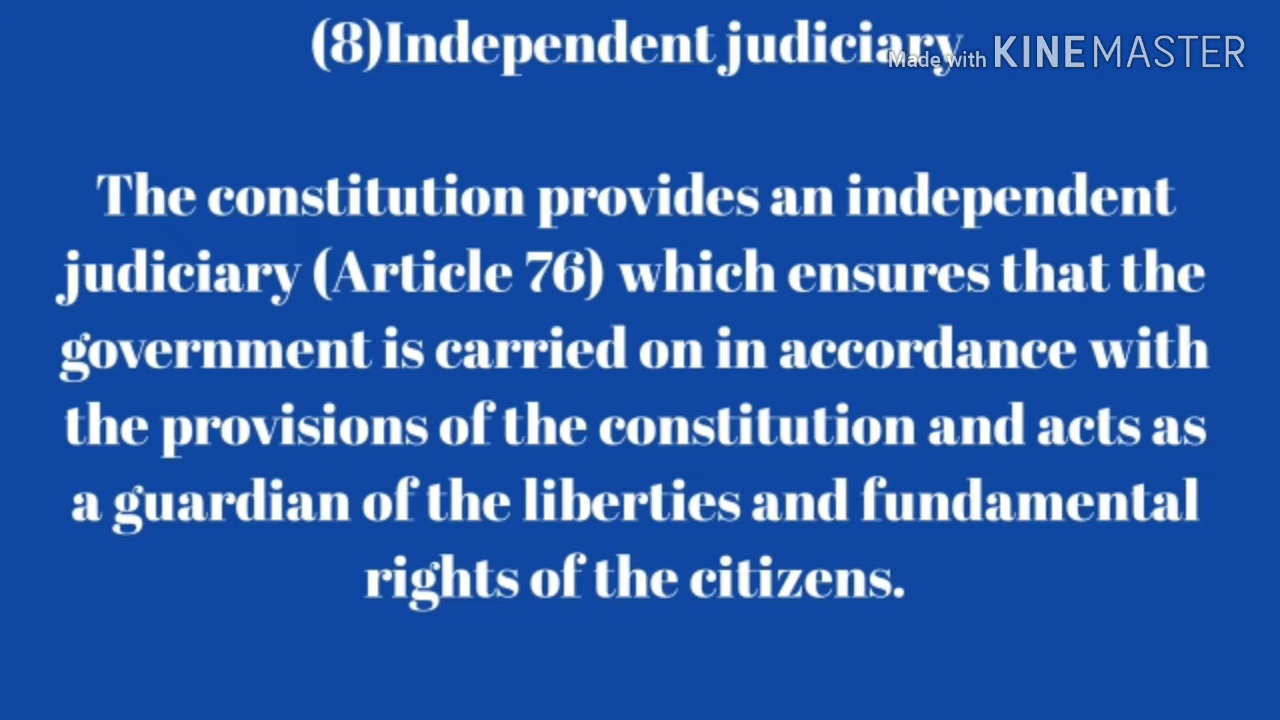 (8)Independent judiciary
Made with KINEMASTER
The constitution provides an independent
judiciary (Article 76) which ensures that the
government is carried on in accordance with
the provisions of the constitution and acts as
a guardian of the liberties and fundamental
rights of the citizens.